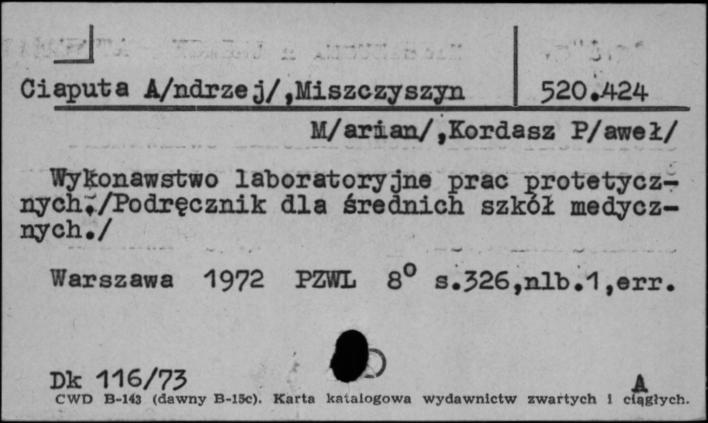 Ciaputa A/ndrzej/,Miszczyszyn 520.424
M/arian/,Kordasz P/aweł/
Wykonawstwo laboratoryjne prac protetycz-
nych./Podręcznik dla średnich szkół medycz-
nych./
Warszawa 1972 PZWL 8° s.326,nlb.1,err.
Dk 116/73 A
CWD B-143 (dawny B-15c). Karta katalogowa wydawnictw zwartych i ciągłych.